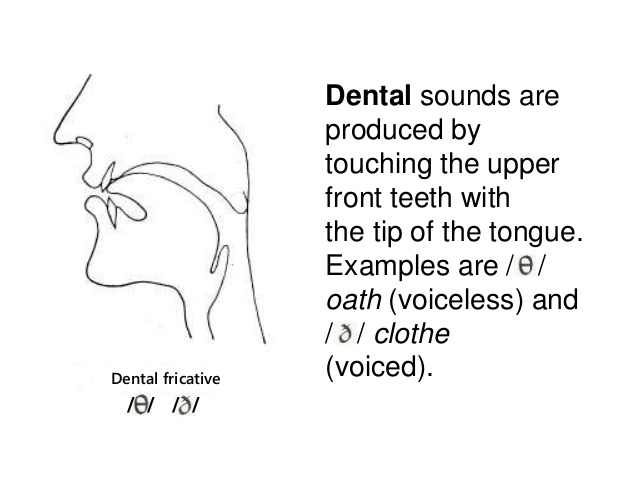 Dental sounds are
produced by
touching the upper
front teeth with
the tip of the tongue.
Examples are /θ/
oath (voiceless) and
/ð/ clothe
(voiced).
Dental fricative
/θ/ /ð/